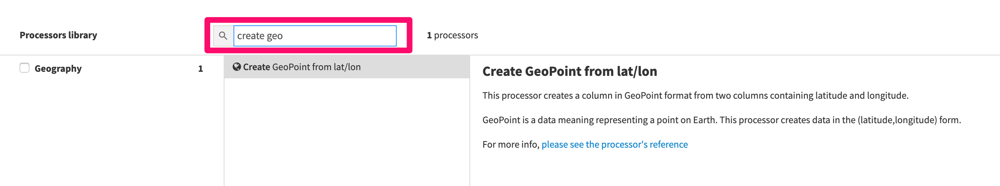 Processors library
create geo
1 processors
Geography 1
Create GeoPoint from lat/lon
Create GeoPoint from lat/lon
This processor creates a column in GeoPoint format from two columns containing latitude and longitude.
GeoPoint is a data meaning representing a point on Earth. This processor creates data in the (latitude,longitude) form.
For more info, please see the processor's reference